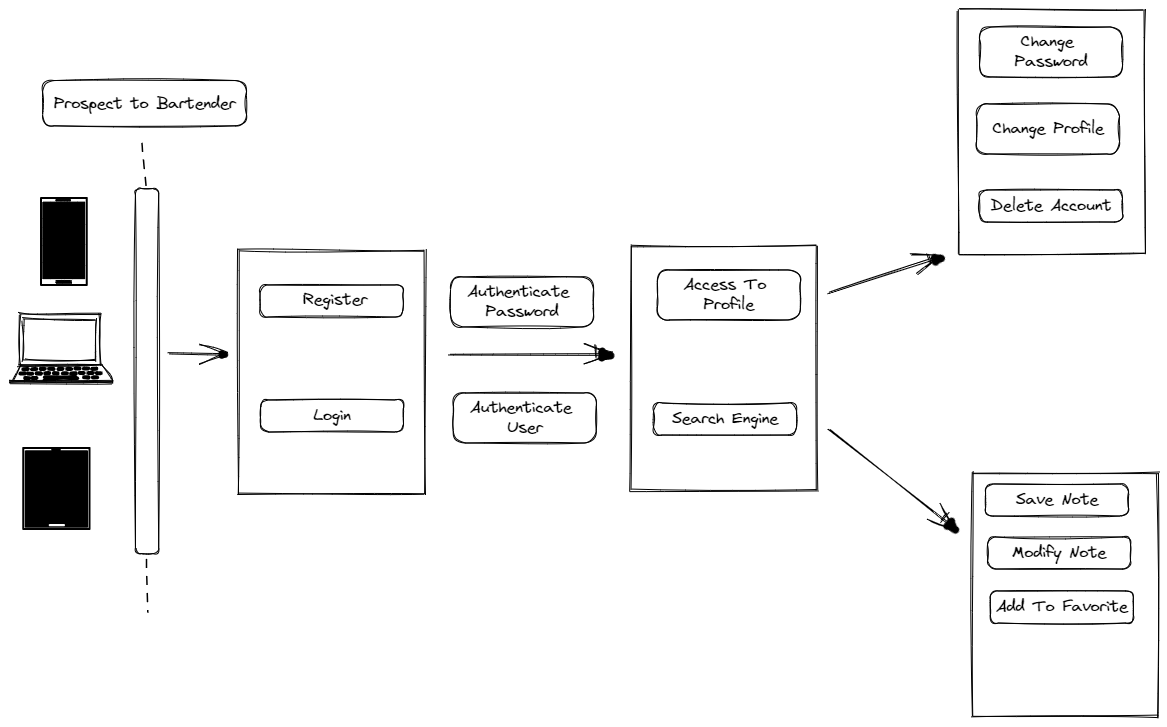 Prospect to Bartender
Register
Login
Authenticate
Password
Authenticate
User
Access To
Profile
Search Engine
Change
Password
Change Profile
Delete Account
Save Note
Modify Note
Add To Favorite